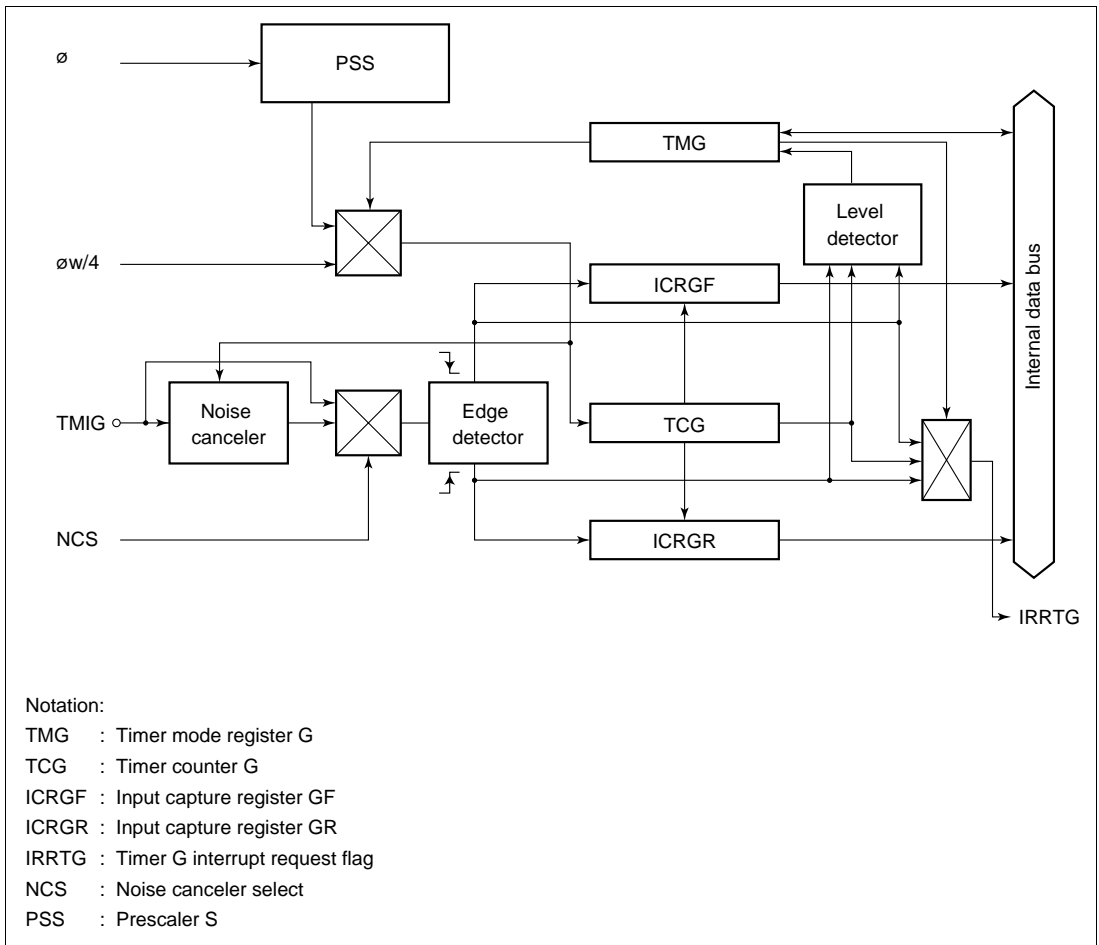 ø
PSS
TMG
Level
detector
øw/4
ICRGF
Internal data bus
TMIG
Noise
canceler
Edge
detector
TCG
NCS
ICRGR
IRRTG
Notation:
TMG : Timer mode register G
TCG : Timer counter G
ICRGF : Input capture register GF
ICRGR : Input capture register GR
IRRTG : Timer G interrupt request flag
NCS : Noise canceler select
PSS : Prescaler S